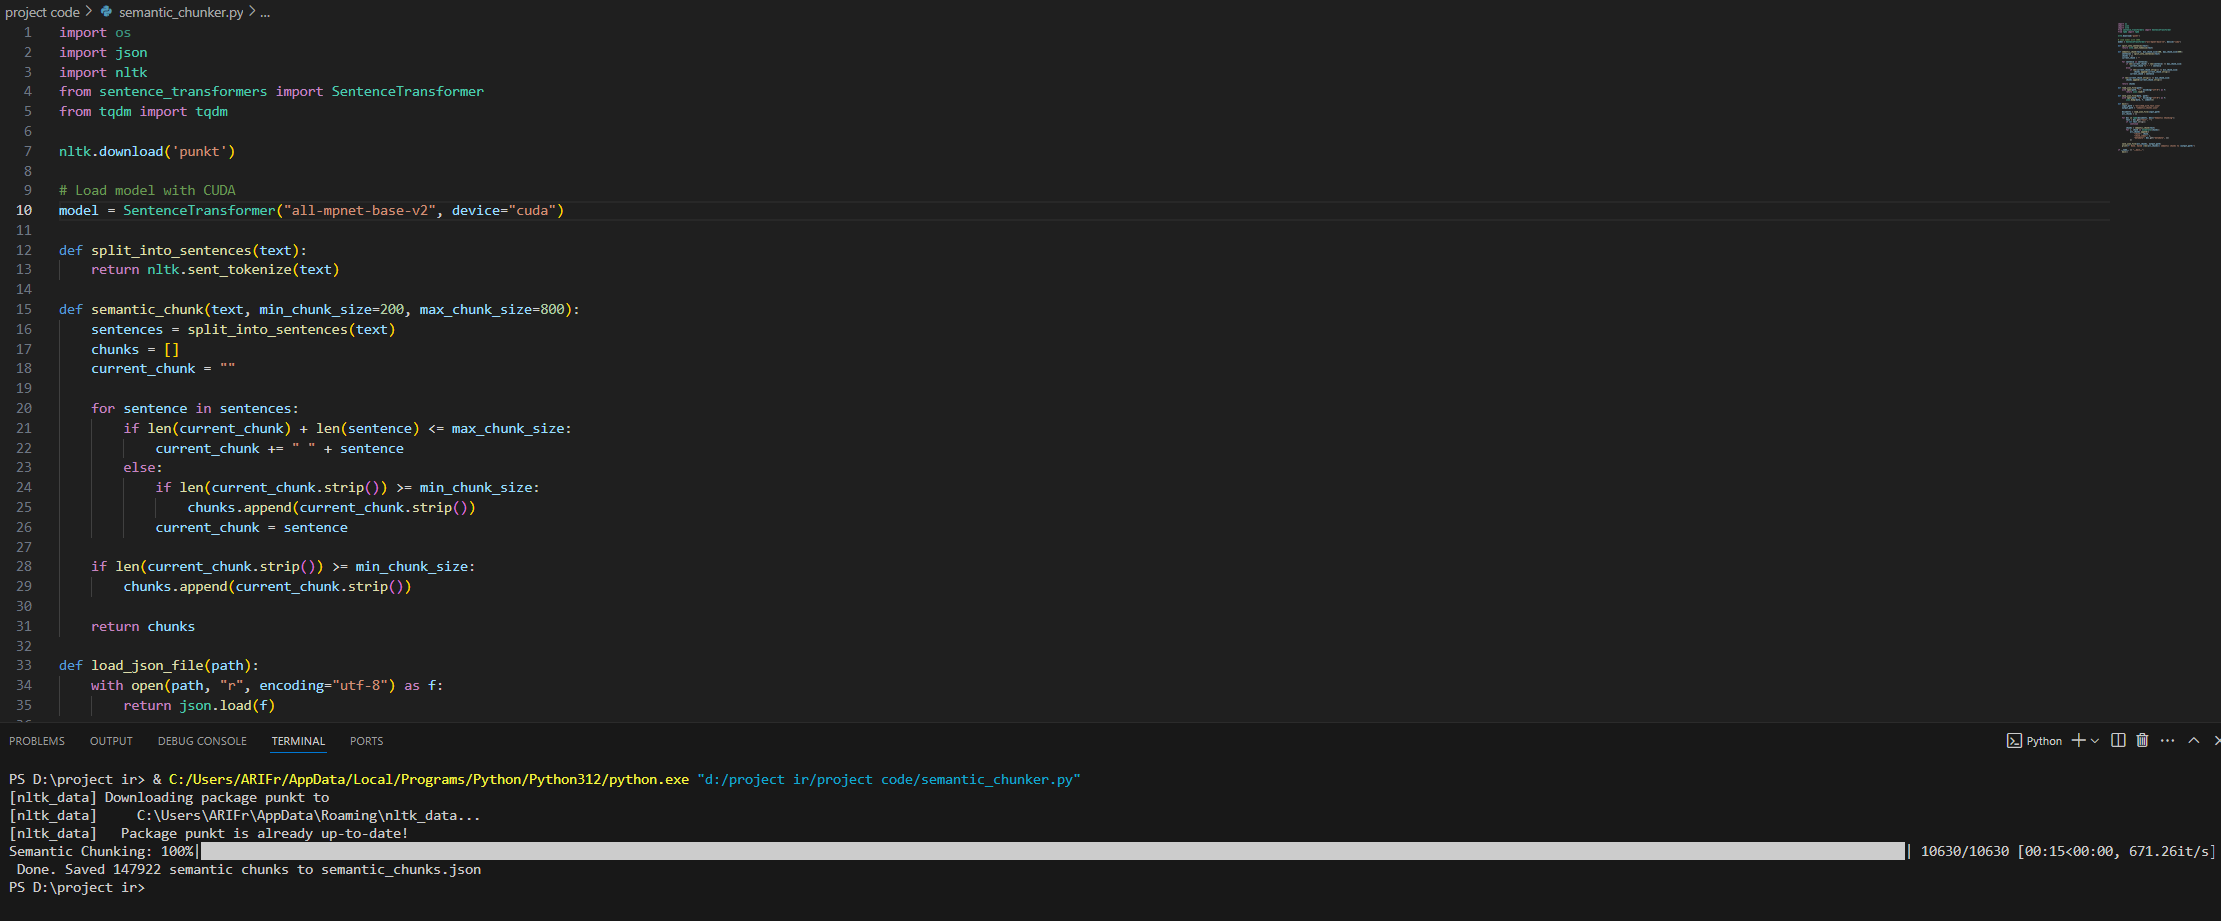 project code > semantic_chunker.py > ...
1 import os
2 import json
3 import nltk
4 from sentence_transformers import SentenceTransformer
5 from tqdm import tqdm
6
7 nltk.download('punkt')
8
9 # Load model with CUDA
10 model = SentenceTransformer("all-mpnet-base-v2", device="cuda")
11
12 def split_into_sentences(text):
13     return nltk.sent_tokenize(text)
14
15 def semantic_chunk(text, min_chunk_size=200, max_chunk_size=800):
16     sentences = split_into_sentences(text)
17     chunks = []
18     current_chunk = ""
19
20     for sentence in sentences:
21         if len(current_chunk) + len(sentence) <= max_chunk_size:
22             current_chunk += " " + sentence
23         else:
24             if len(current_chunk.strip()) >= min_chunk_size:
25                 chunks.append(current_chunk.strip())
26             current_chunk = sentence
27
28     if len(current_chunk.strip()) >= min_chunk_size:
29         chunks.append(current_chunk.strip())
30
31     return chunks
32
33 def load_json_file(path):
34     with open(path, "r", encoding="utf-8") as f:
35         return json.load(f)
PROBLEMS OUTPUT DEBUG CONSOLE TERMINAL PORTS Python
PS D:\project ir> & C:/Users/ARIFr/AppData/Local/Programs/Python/Python312/python.exe "d:/project ir/project code/semantic_chunker.py"
[nltk_data] Downloading package punkt to
[nltk_data]     C:\Users\ARIFr\AppData\Roaming\nltk_data...
[nltk_data]   Package punkt is already up-to-date!
Semantic Chunking: 100%| | 10630/10630 [00:15<00:00, 671.26it/s]
 Done. Saved 147922 semantic chunks to semantic_chunks.json
PS D:\project ir>